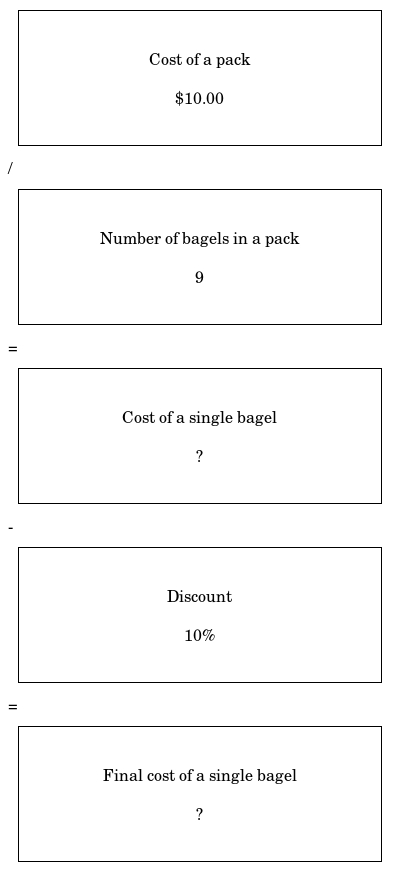 Cost of a pack
$10.00
/
Number of bagels in a pack
9
=
Cost of a single bagel
?
-
Discount
10%
=
Final cost of a single bagel
?